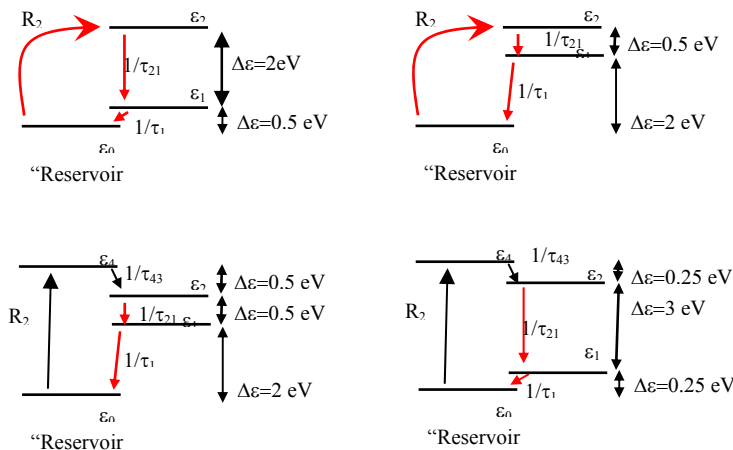 R₂ ε₂
1/τ₂₁ Δε=2eV
ε₁
1/τ₁ Δε=0.5 eV
ε₀
“Reservoir
R₂ ε₂
1/τ₂₁ Δε=0.5 eV
ε₁
1/τ₁
Δε=2 eV
ε₀
“Reservoir
ε₄ 1/τ₄₃
ε₂ Δε=0.5 eV
R₂ 1/τ₂₁ ε₁ Δε=0.5 eV
1/τ₁
Δε=2 eV
ε₀
“Reservoir
ε₄ 1/τ₄₃
ε₂ Δε=0.25 eV
R₂ Δε=3 eV
1/τ₂₁
ε₁
1/τ₁ Δε=0.25 eV
ε₀
“Reservoir